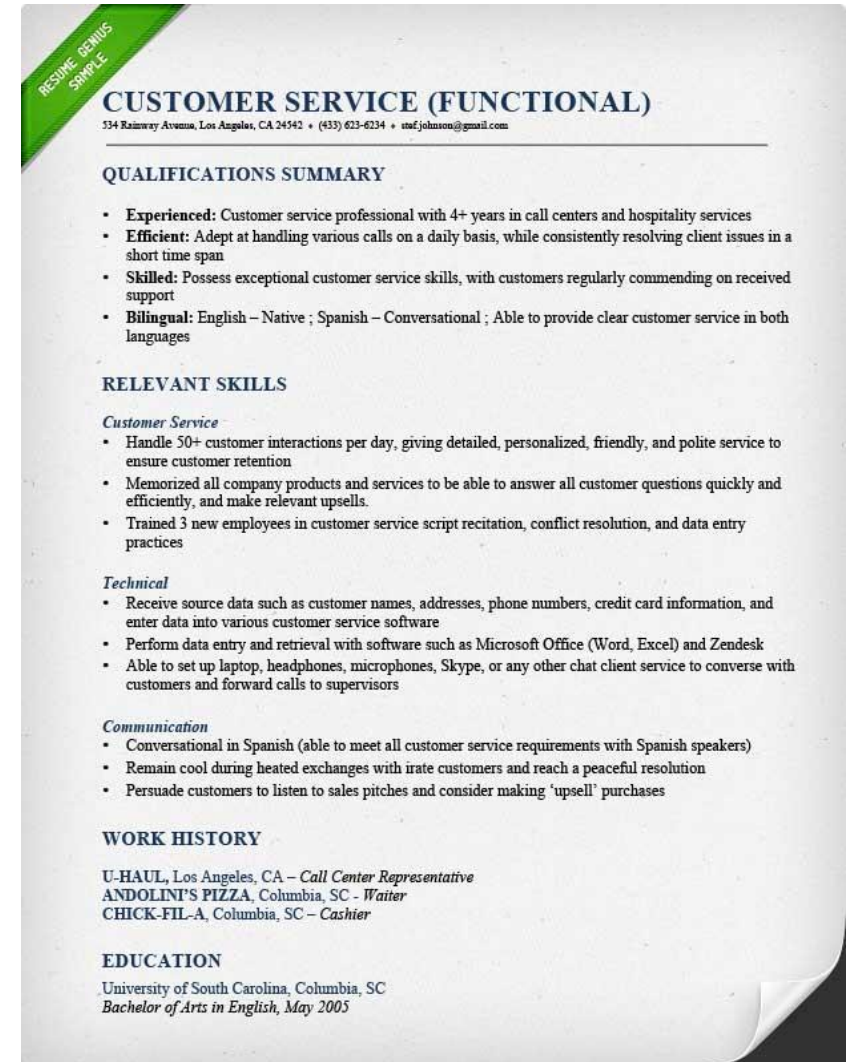 RESUME GENIUS
SAMPLE
CUSTOMER SERVICE (FUNCTIONAL)
534 Rainway Avenue, Los Angeles, CA 24542 ♦ (433) 623-6234 ♦ stef.johnson@gmail.com
QUALIFICATIONS SUMMARY
• Experienced: Customer service professional with 4+ years in call centers and hospitality services
• Efficient: Adept at handling various calls on a daily basis, while consistently resolving client issues in a
short time span
• Skilled: Possess exceptional customer service skills, with customers regularly commending on received
support
• Bilingual: English – Native ; Spanish – Conversational ; Able to provide clear customer service in both
languages
RELEVANT SKILLS
Customer Service
• Handle 50+ customer interactions per day, giving detailed, personalized, friendly, and polite service to
ensure customer retention
• Memorized all company products and services to be able to answer all customer questions quickly and
efficiently, and make relevant upsells.
• Trained 3 new employees in customer service script recitation, conflict resolution, and data entry
practices
Technical
• Receive source data such as customer names, addresses, phone numbers, credit card information, and
enter data into various customer service software
• Perform data entry and retrieval with software such as Microsoft Office (Word, Excel) and Zendesk
• Able to set up laptop, headphones, microphones, Skype, or any other chat client service to converse with
customers and forward calls to supervisors
Communication
• Conversational in Spanish (able to meet all customer service requirements with Spanish speakers)
• Remain cool during heated exchanges with irate customers and reach a peaceful resolution
• Persuade customers to listen to sales pitches and consider making ‘upsell’ purchases
WORK HISTORY
U-HAUL, Los Angeles, CA – Call Center Representative
ANDOLINI'S PIZZA, Columbia, SC - Waiter
CHICK-FIL-A, Columbia, SC – Cashier
EDUCATION
University of South Carolina, Columbia, SC
Bachelor of Arts in English, May 2005